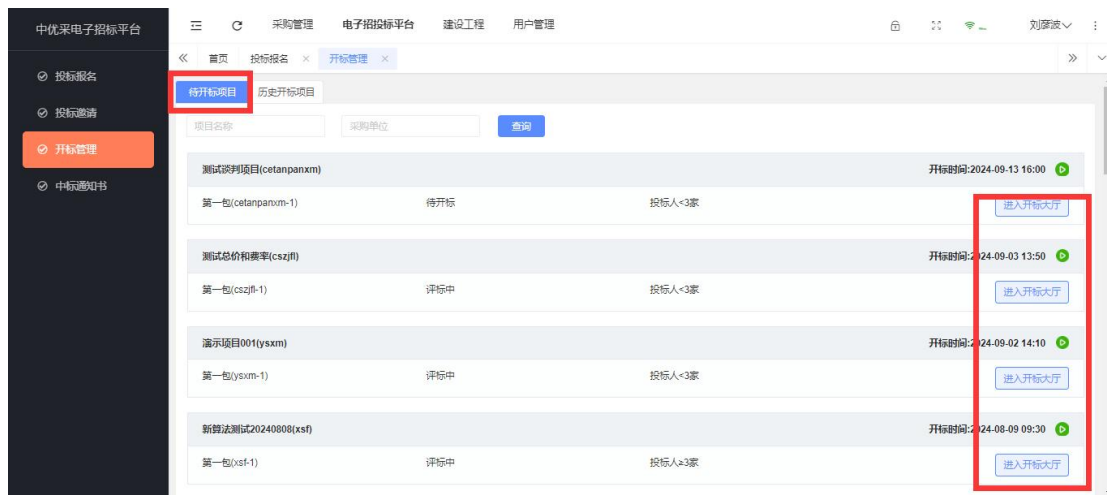 中优采电子招标平台
采购管理 电子招投标平台 建设工程 用户管理 刘彦波
首页 投标报名 开标管理
投标报名
投标邀请
开标管理
中标通知书
待开标项目 历史开标项目
项目名称 采购单位 查询
测试谈判项目(cetanpanxm) 开标时间:2024-09-13 16:00
第一包(cetanpanxm-1) 待开标 投标人<3家 进入开标大厅
测试总价和费率(cszjfl) 开标时间:2024-09-03 13:50
第一包(cszjfl-1) 评标中 投标人<3家 进入开标大厅
演示项目001(ysxm) 开标时间:2024-09-02 14:10
第一包(ysxm-1) 评标中 投标人<3家 进入开标大厅
新算法测试20240808(xsf) 开标时间:2024-08-09 09:30
第一包(xsf-1) 评标中 投标人≥3家 进入开标大厅